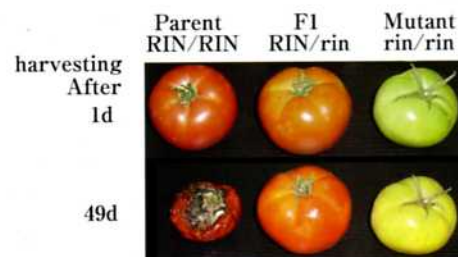 Parent F1 Mutant
RIN/RIN RIN/rin rin/rin
harvesting
After
1d
49d